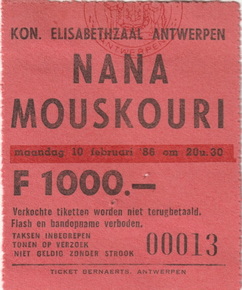 KON. ELISABETHZAAL ANTWERPEN
NANA
MOUSKOURI
maandag 10 februari '86 om 20u.30
F 1000.—
Verkochte tiketten worden niet terugbetaald.
Flash en bandopname verboden.
TAKSEN INBEGREPEN
TONEN OP VERZOEK
NIET GELDIG ZONDER STROOK
00013
TICKET BERNAERTS, ANTWERPEN